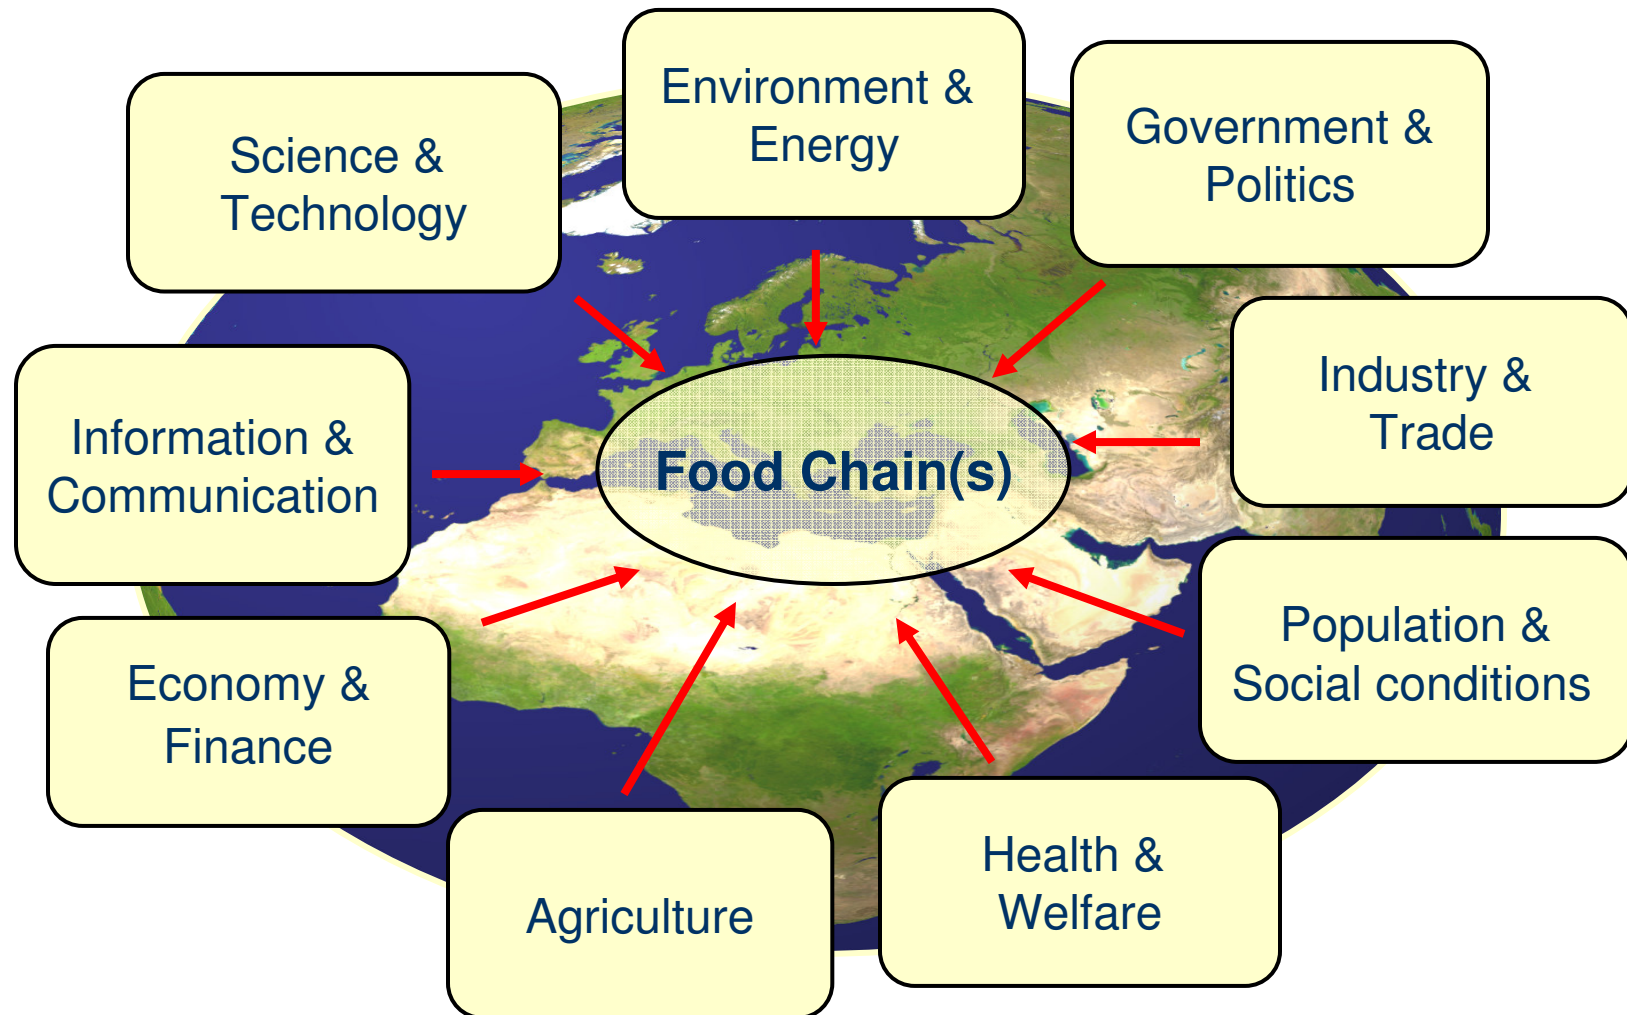 Environment &
Energy
Science &
Technology
Government &
Politics
Information &
Communication
Food Chain(s)
Industry &
Trade
Economy &
Finance
Population &
Social conditions
Agriculture
Health &
Welfare